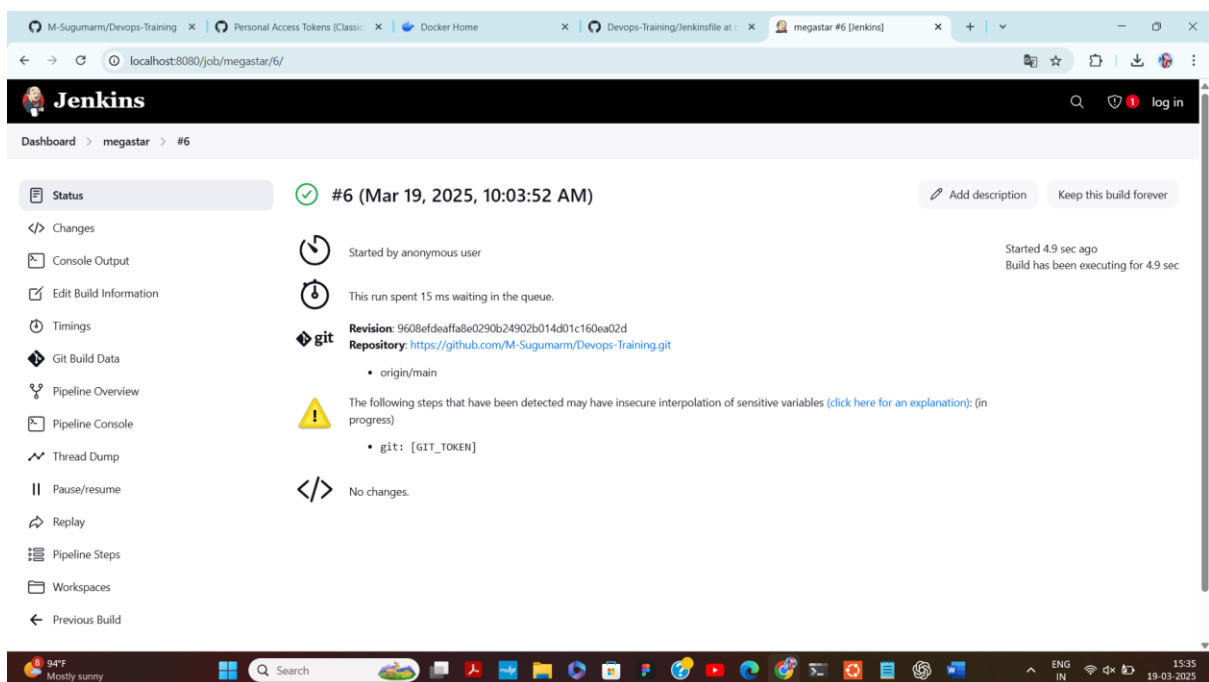 M-Sugumarm/Devops-Training
Personal Access Tokens (Classic
Docker Home
Devops-Training/Jenkinsfile at
megastar #6 [Jenkins]
localhost:8080/job/megastar/6/
Jenkins
1
log in
Dashboard > megastar > #6
Status
Changes
Console Output
Edit Build Information
Timings
Git Build Data
Pipeline Overview
Pipeline Console
Thread Dump
Pause/resume
Replay
Pipeline Steps
Workspaces
Previous Build
#6 (Mar 19, 2025, 10:03:52 AM)
Add description
Keep this build forever
Started by anonymous user
Started 4.9 sec ago
Build has been executing for 4.9 sec
This run spent 15 ms waiting in the queue.
git
Revision: 9608efdeaffa8e0290b24902b014d01c160ea02d
Repository: https://github.com/M-Sugumarm/Devops-Training.git
• origin/main
The following steps that have been detected may have insecure interpolation of sensitive variables (click here for an explanation): (in
progress)
• git: [GIT_TOKEN]
No changes.
8
94°F
Mostly sunny
Search
ENG
IN
15:35
19-03-2025